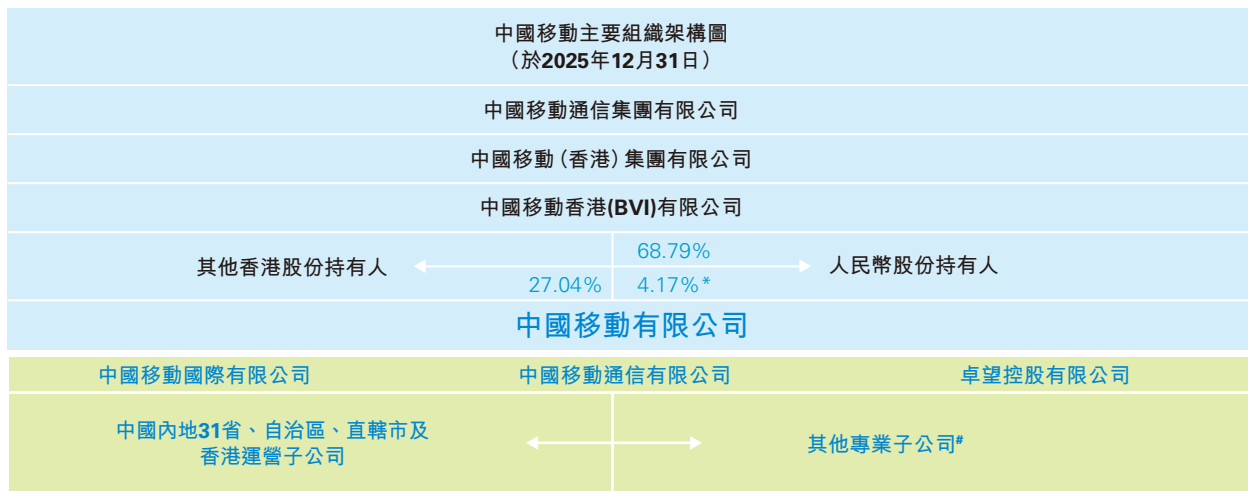 中國移動主要組織架構圖
（於2025年12月31日）
中國移動通信集團有限公司
中國移動（香港）集團有限公司
中國移動香港(BVI)有限公司
68.79%
其他香港股份持有人
人民幣股份持有人
27.04%
4.17%*
中國移動有限公司
中國移動國際有限公司
中國移動通信有限公司
卓望控股有限公司
中國內地31省、自治區、直轄市及
香港運營子公司
其他專業子公司#